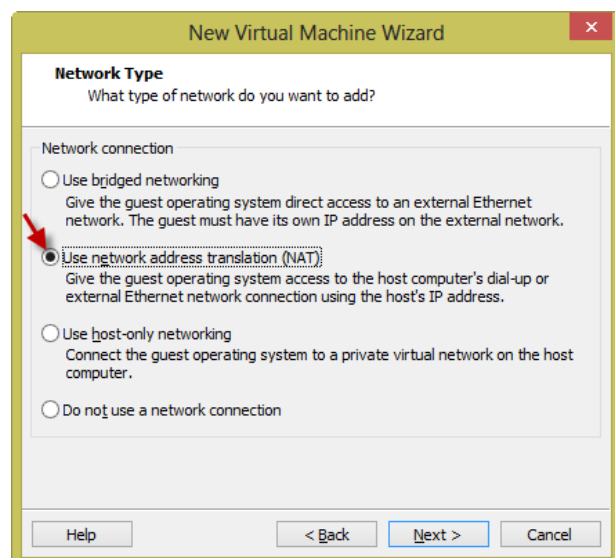 New Virtual Machine Wizard
Network Type
What type of network do you want to add?
Network connection
Use bridged networking
Give the guest operating system direct access to an external Ethernet
network. The guest must have its own IP address on the external network.
Use network address translation (NAT)
Give the guest operating system access to the host computer's dial-up or
external Ethernet network connection using the host's IP address.
Use host-only networking
Connect the guest operating system to a private virtual network on the host
computer.
Do not use a network connection
Help < Back Next > Cancel